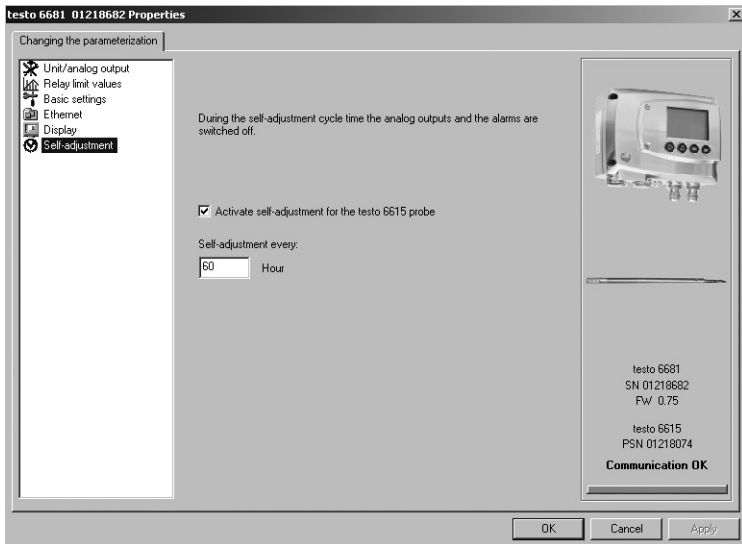 testo 6681 01218682 Properties
Changing the parameterization
Unit/analog output
Relay limit values
Basic settings
Ethernet
Display
Self-adjustment
During the self-adjustment cycle time the analog outputs and the alarms are
switched off.
Activate self-adjustment for the testo 6615 probe
Self-adjustment every:
60 Hour
testo 6681
SN 01218682
FW 0.75
testo 6615
PSN 01218074
Communication OK
OK Cancel Apply